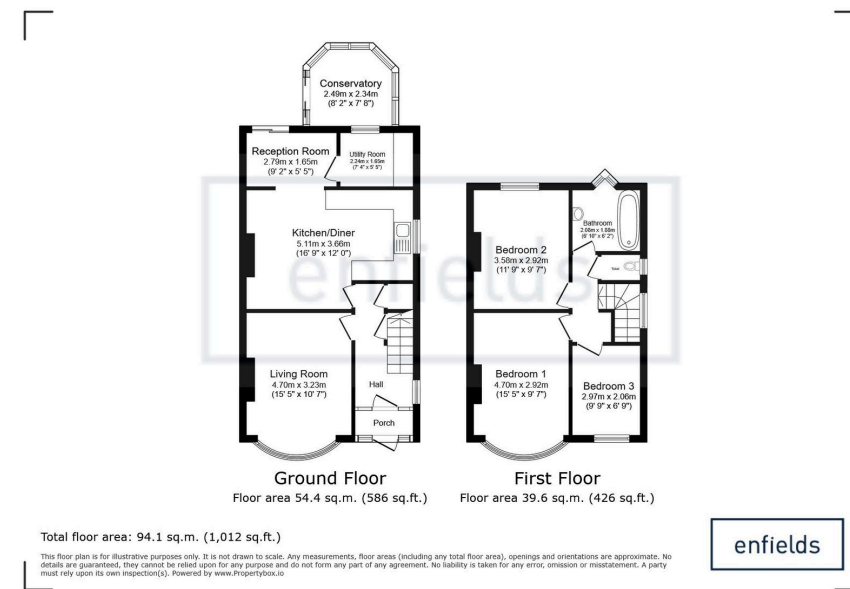 Conservatory
2.49m x 2.34m
(8' 2" x 7' 8")
Reception Room
2.79m x 1.65m
(9' 2" x 5' 5")
Utility Room
2.24m x 1.65m
(7' 4" x 5' 5")
Kitchen/Diner
5.11m x 3.66m
(16' 9" x 12' 0")
Living Room
4.70m x 3.23m
(15' 5" x 10' 7")
Hall
Porch
Bathroom
2.08m x 1.88m
(6' 10" x 6' 2")
Bedroom 2
3.58m x 2.92m
(11' 9" x 9' 7")
Bedroom 1
4.70m x 2.92m
(15' 5" x 9' 7")
Bedroom 3
2.97m x 2.06m
(9' 9" x 6' 9")
enfields
Ground Floor
Floor area 54.4 sq.m. (586 sq.ft.)
First Floor
Floor area 39.6 sq.m. (426 sq.ft.)
Total floor area: 94.1 sq.m. (1,012 sq.ft.)
This floor plan is for illustrative purposes only. It is not drawn to scale. Any measurements, floor areas (including any total floor area), openings and orientations are approximate. No
details are guaranteed, they cannot be relied upon for any purpose and do not form any part of any agreement. No liability is taken for any error, omission or misstatement. A party
must rely upon its own inspection(s). Powered by www.Propertybox.io
enfields